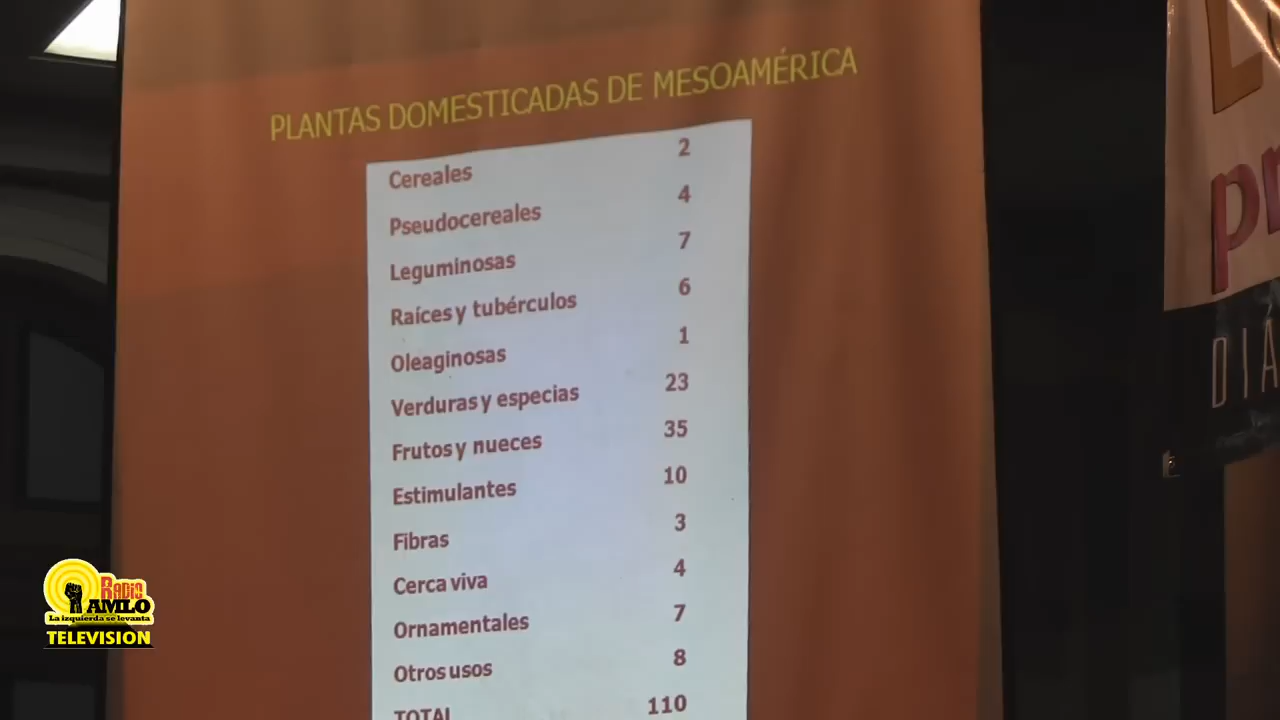 PLANTAS DOMESTICADAS DE MESOAMÉRICA
Cereales 2
Pseudocereales 4
Leguminosas 7
Raíces y tubérculos 6
Oleaginosas 1
Verduras y especias 23
Frutos y nueces 35
Estimulantes 10
Fibras 3
Cerca viva 4
Ornamentales 7
Otros usos 8
TOTAL 110
RADIO
AMLO
La izquierda se levanta
TELEVISION